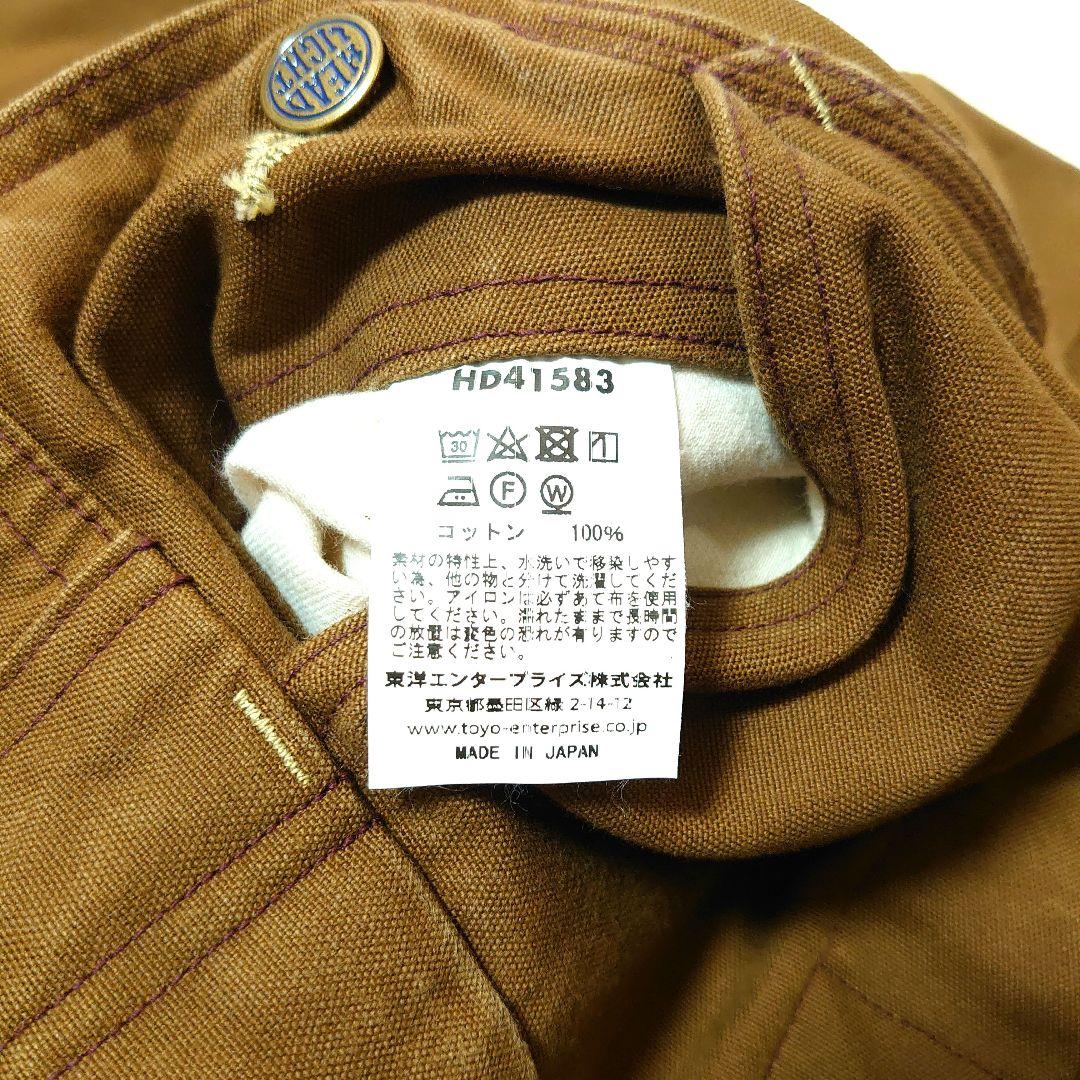 HEAD
LIGHT
HD41583
30
F W
コットン 100%
素材の特性上、水洗いで移染しやす
い為、他の物と分けて洗濯してくだ
さい。アイロンは必ずあて布を使用
してください。濡れたままで長時間
の放置は変色の恐れが有りますので
ご注意ください。
東洋エンタープライズ株式会社
東京都墨田区緑 2-14-12
www.toyo-enterprise.co.jp
MADE IN JAPAN